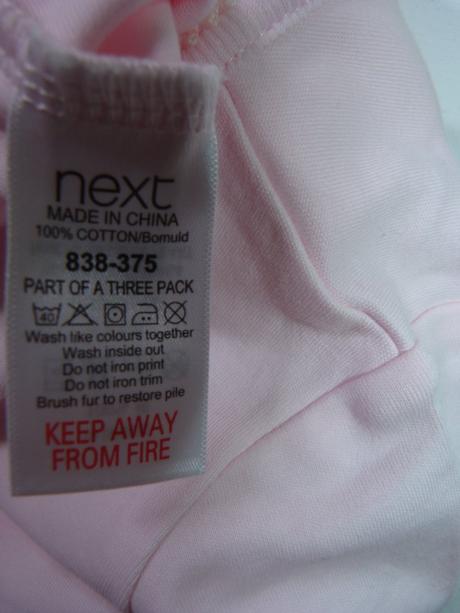 next
MADE IN CHINA
100% COTTON/Bomuld
838-375
PART OF A THREE PACK
40
Wash like colours together
Wash inside out
Do not iron print
Do not iron trim
Brush fur to restore pile
KEEP AWAY
FROM FIRE